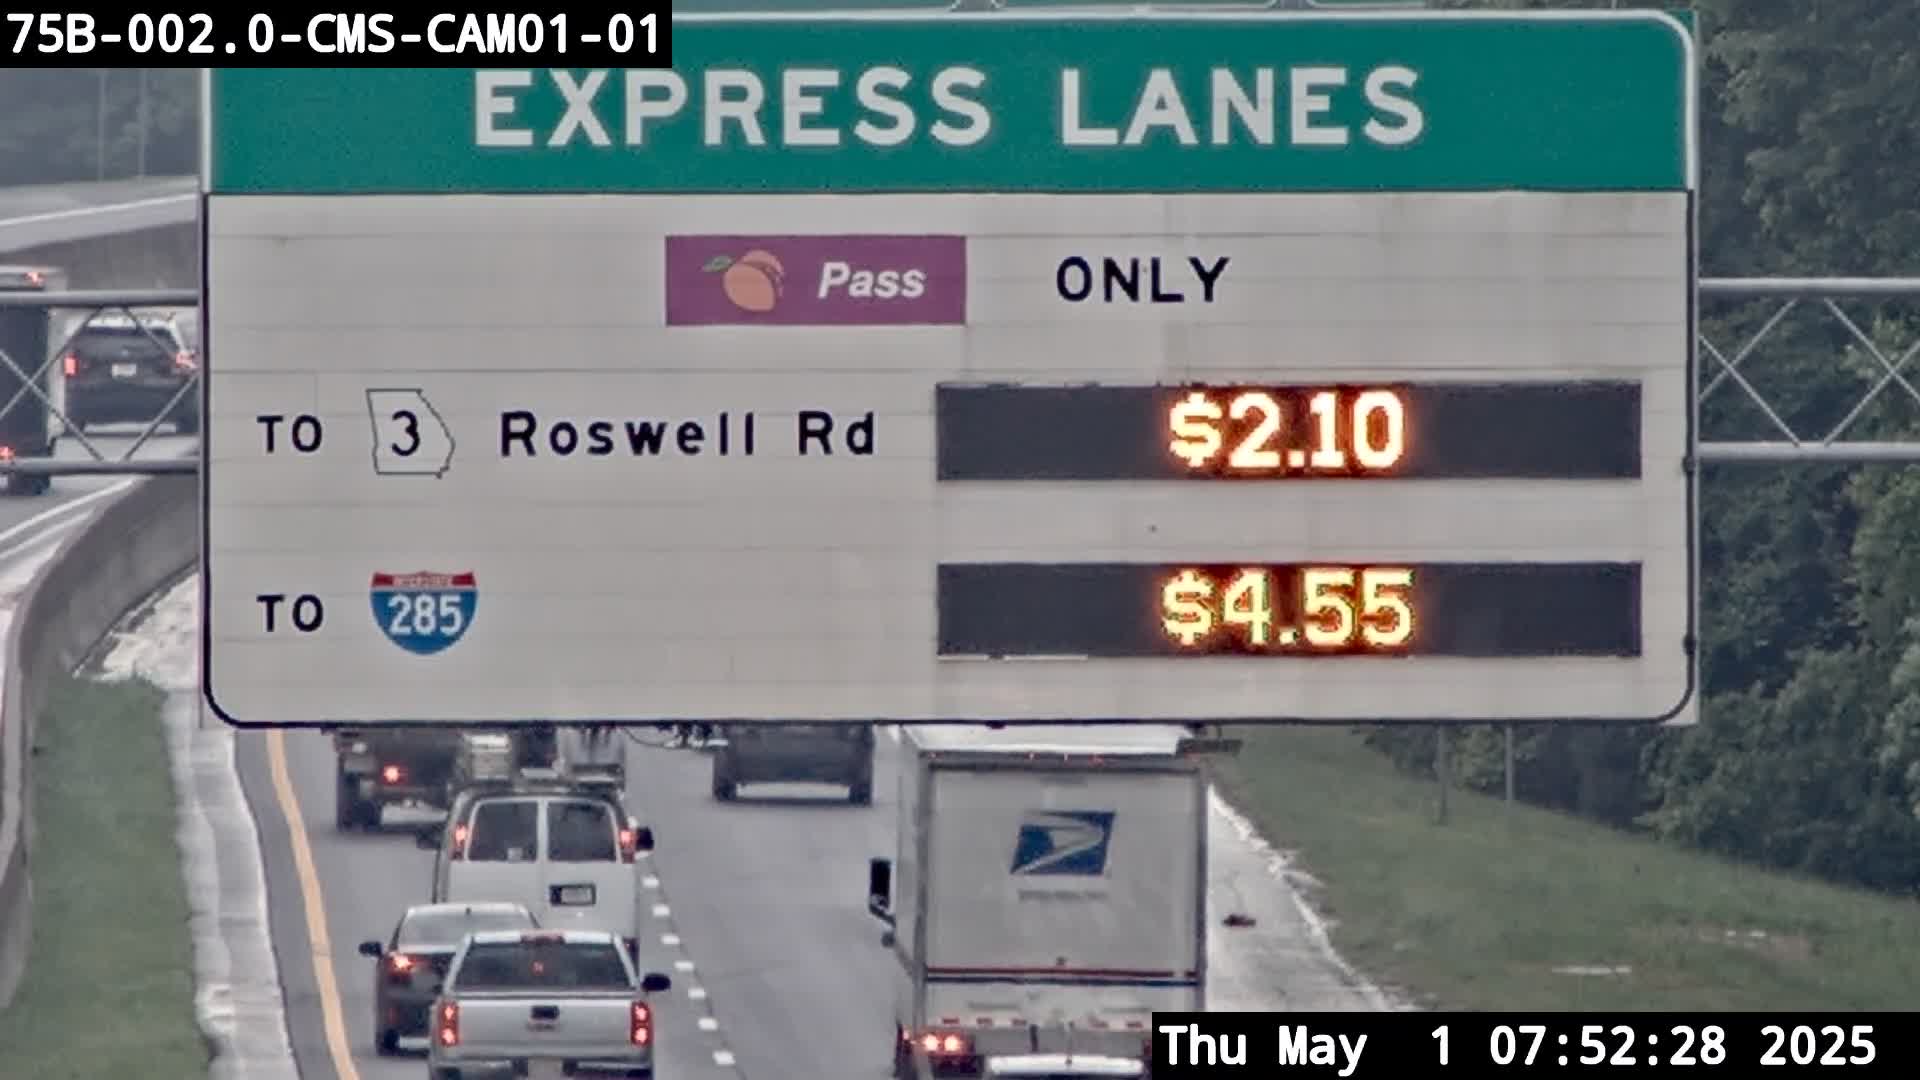 75B-002.0-CMS-CAM01-01
EXPRESS LANES
Pass ONLY
TO 3 Roswell Rd $2.10
INTERSTATE
TO 285 $4.55
Thu May 1 07:52:28 2025